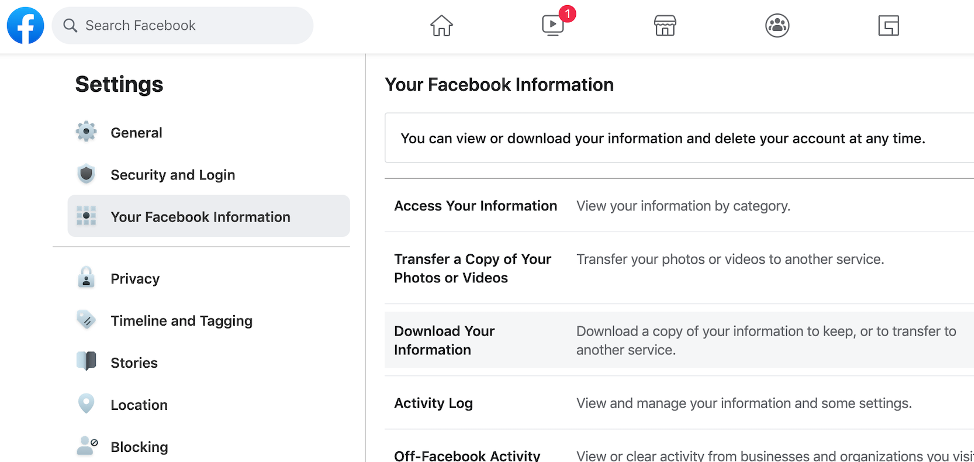 Search Facebook
1
Settings
General
Security and Login
Your Facebook Information
Privacy
Timeline and Tagging
Stories
Location
Blocking
Your Facebook Information
You can view or download your information and delete your account at any time.
Access Your Information
View your information by category.
Transfer a Copy of Your
Photos or Videos
Transfer your photos or videos to another service.
Download Your
Information
Download a copy of your information to keep, or to transfer to
another service.
Activity Log
View and manage your information and some settings.
Off-Facebook Activity
View or clear activity from businesses and organizations you